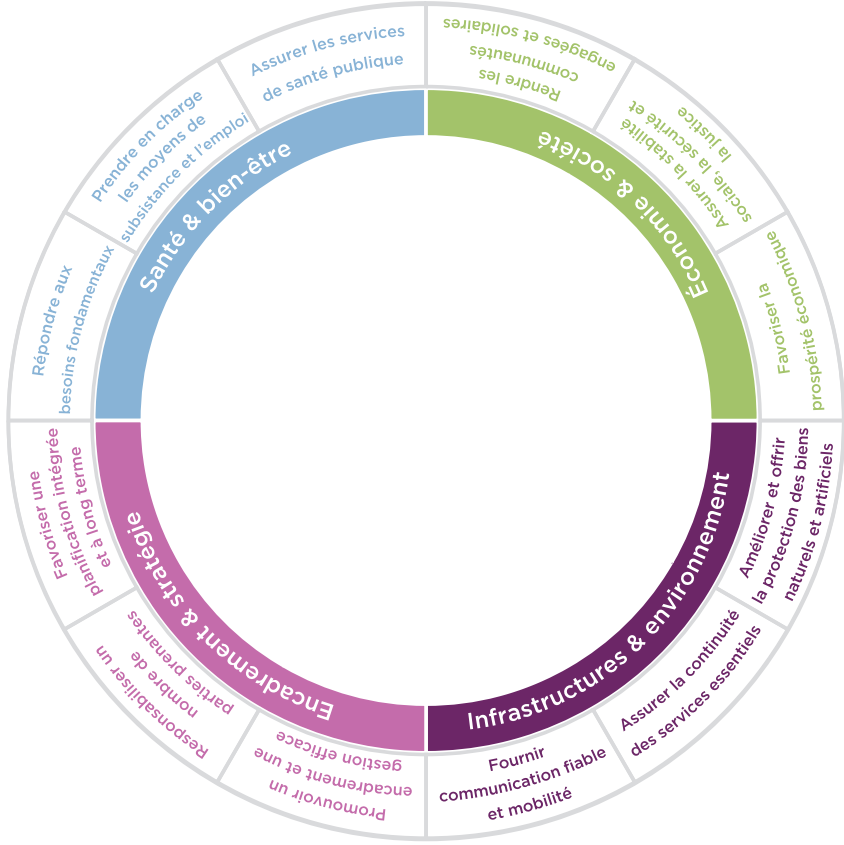 Santé & bien-être
Répondre aux
besoins fondamentaux
Prendre en charge
les moyens de
subsistance et l'emploi
Assurer les services
de santé publique
Économie & société
Rendre les
communautés
engagées et solidaires
Assurer la stabilité
sociale, la sécurité et
la justice
Favoriser la
prospérité économique
Infrastructures & environnement
Améliorer et offrir
la protection des biens
naturels et artificiels
Assurer la continuité
des services essentiels
Fournir
communication fiable
et mobilité
Encadrement & stratégie
Promouvoir un
encadrement et une
gestion efficace
Responsabiliser un
nombre de
parties prenantes
Favoriser une
planification intégrée
et à long terme